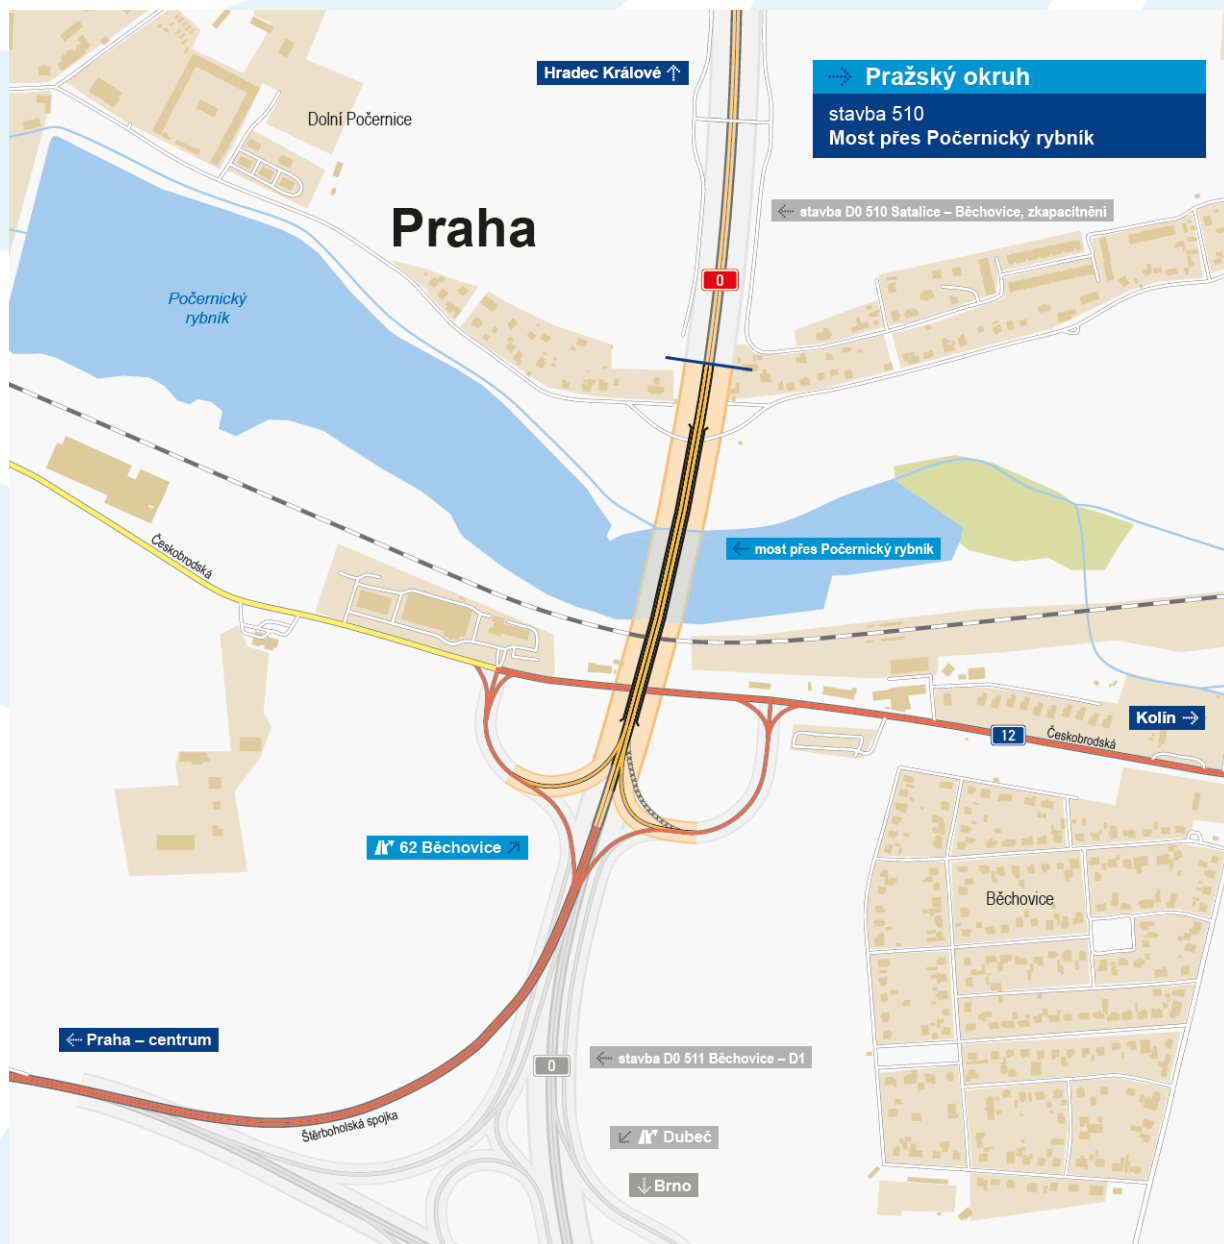 Hradec Králové
Pražský okruh
stavba 510
Most přes Počernický rybník
Dolní Počernice
Praha
stavba D0 510 Satalice – Běchovice, zkapacitnění
0
Počernický
rybník
most přes Počernický rybník
Českobrodská
Kolín
12
Českobrodská
62 Běchovice
Běchovice
Praha – centrum
0
stavba D0 511 Běchovice – D1
Štěrboholská spojka
Dubeč
Brno